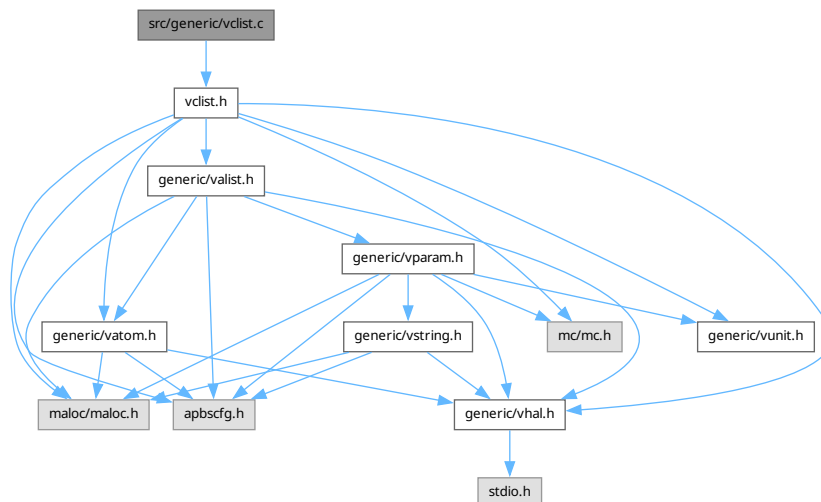 src/generic/vclist.c
vclist.h
generic/valist.h
generic/vparam.h
generic/vatom.h
generic/vstring.h
mc/mc.h
generic/vunit.h
maloc/maloc.h
apbscfg.h
generic/vhal.h
stdio.h